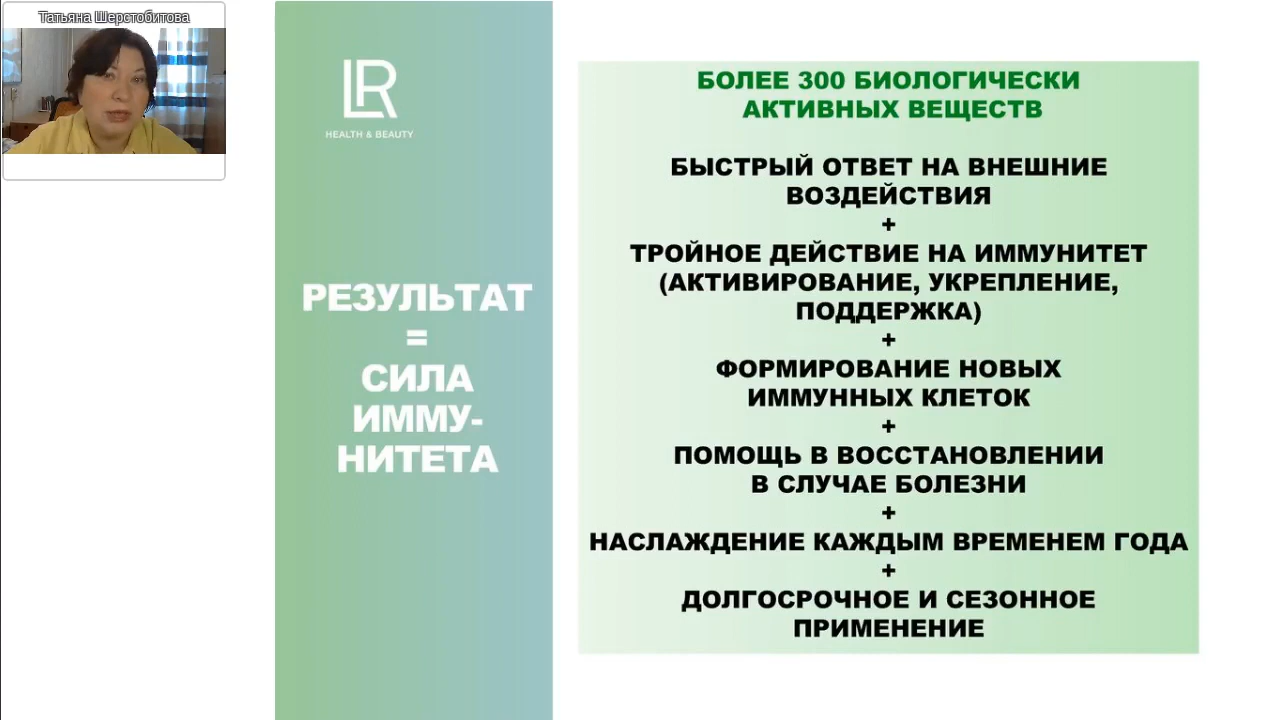 Татьяна Шерстобитова
LR
HEALTH & BEAUTY
РЕЗУЛЬТАТ
=
СИЛА
ИММУ-
НИТЕТА
БОЛЕЕ 300 БИОЛОГИЧЕСКИ
АКТИВНЫХ ВЕЩЕСТВ
БЫСТРЫЙ ОТВЕТ НА ВНЕШНИЕ
ВОЗДЕЙСТВИЯ
+
ТРОЙНОЕ ДЕЙСТВИЕ НА ИММУНИТЕТ
(АКТИВИРОВАНИЕ, УКРЕПЛЕНИЕ,
ПОДДЕРЖКА)
+
ФОРМИРОВАНИЕ НОВЫХ
ИММУННЫХ КЛЕТОК
+
ПОМОЩЬ В ВОССТАНОВЛЕНИИ
В СЛУЧАЕ БОЛЕЗНИ
+
НАСЛАЖДЕНИЕ КАЖДЫМ ВРЕМЕНЕМ ГОДА
+
ДОЛГОСРОЧНОЕ И СЕЗОННОЕ
ПРИМЕНЕНИЕ